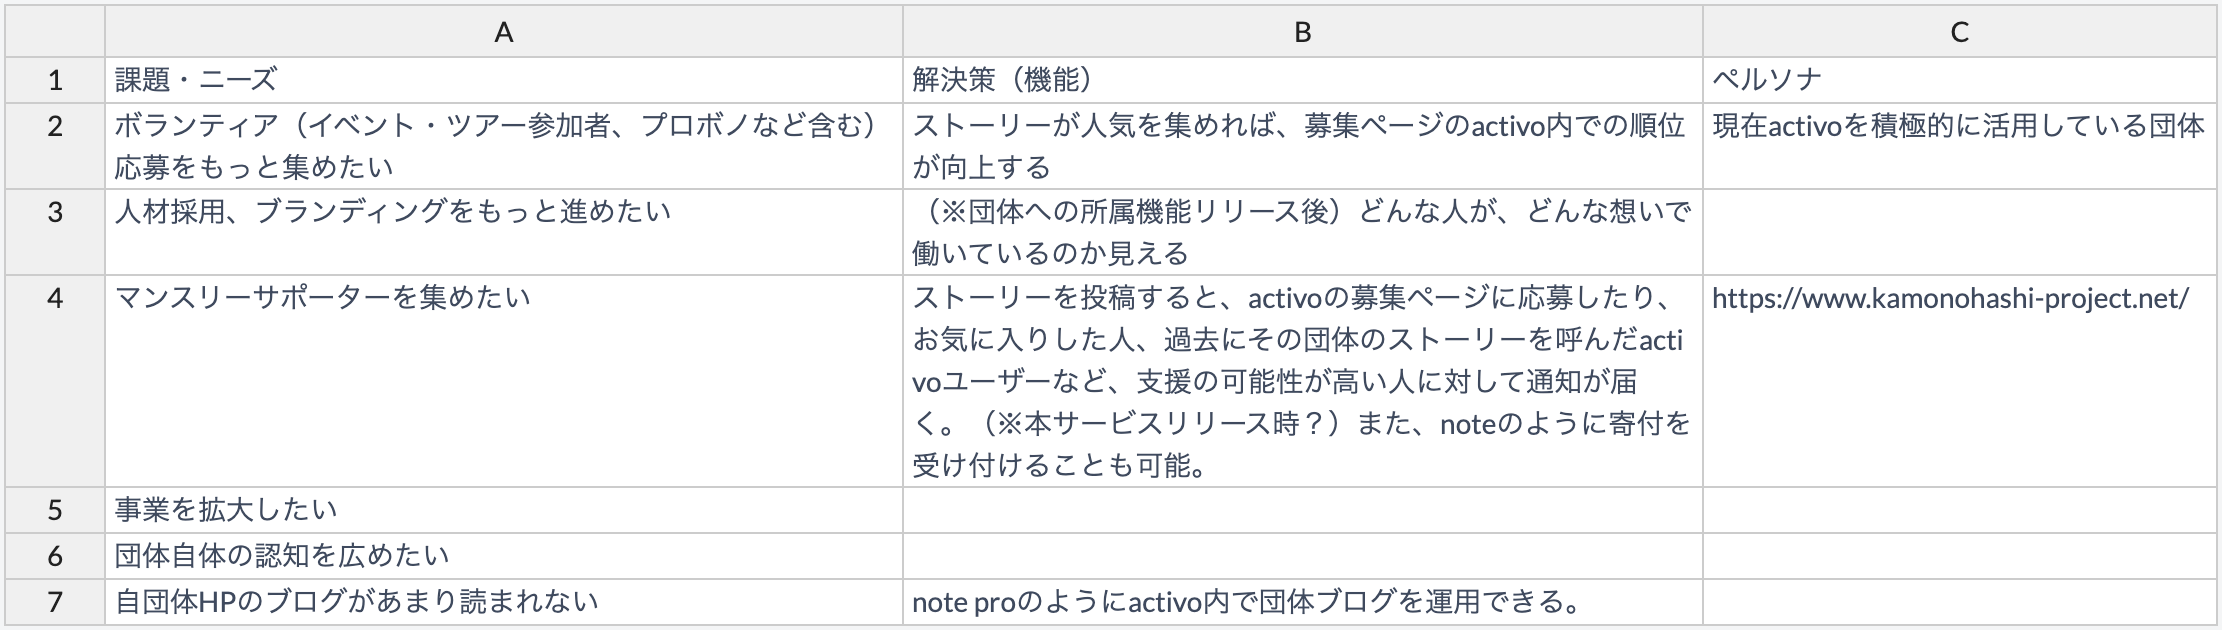 A B C
1 課題・ニーズ 解決策（機能） ペルソナ
2 ボランティア（イベント・ツアー参加者、プロボノなど含む） ストーリーが人気を集めれば、募集ページのactivo内での順位 現在activoを積極的に活用している団体
応募をもっと集めたい が向上する
3 人材採用、ブランディングをもっと進めたい （※団体への所属機能リリース後）どんな人が、どんな想いで
働いているのか見える
4 マンスリーサポーターを集めたい ストーリーを投稿すると、activoの募集ページに応募したり、 https://www.kamonohashi-project.net/
お気に入りした人、過去にその団体のストーリーを呼んだacti
voユーザーなど、支援の可能性が高い人に対して通知が届
く。（※本サービスリリース時？）また、noteのように寄付を
受け付けることも可能。
5 事業を拡大したい
6 団体自体の認知を広めたい
7 自団体HPのブログがあまり読まれない note proのようにactivo内で団体ブログを運用できる。